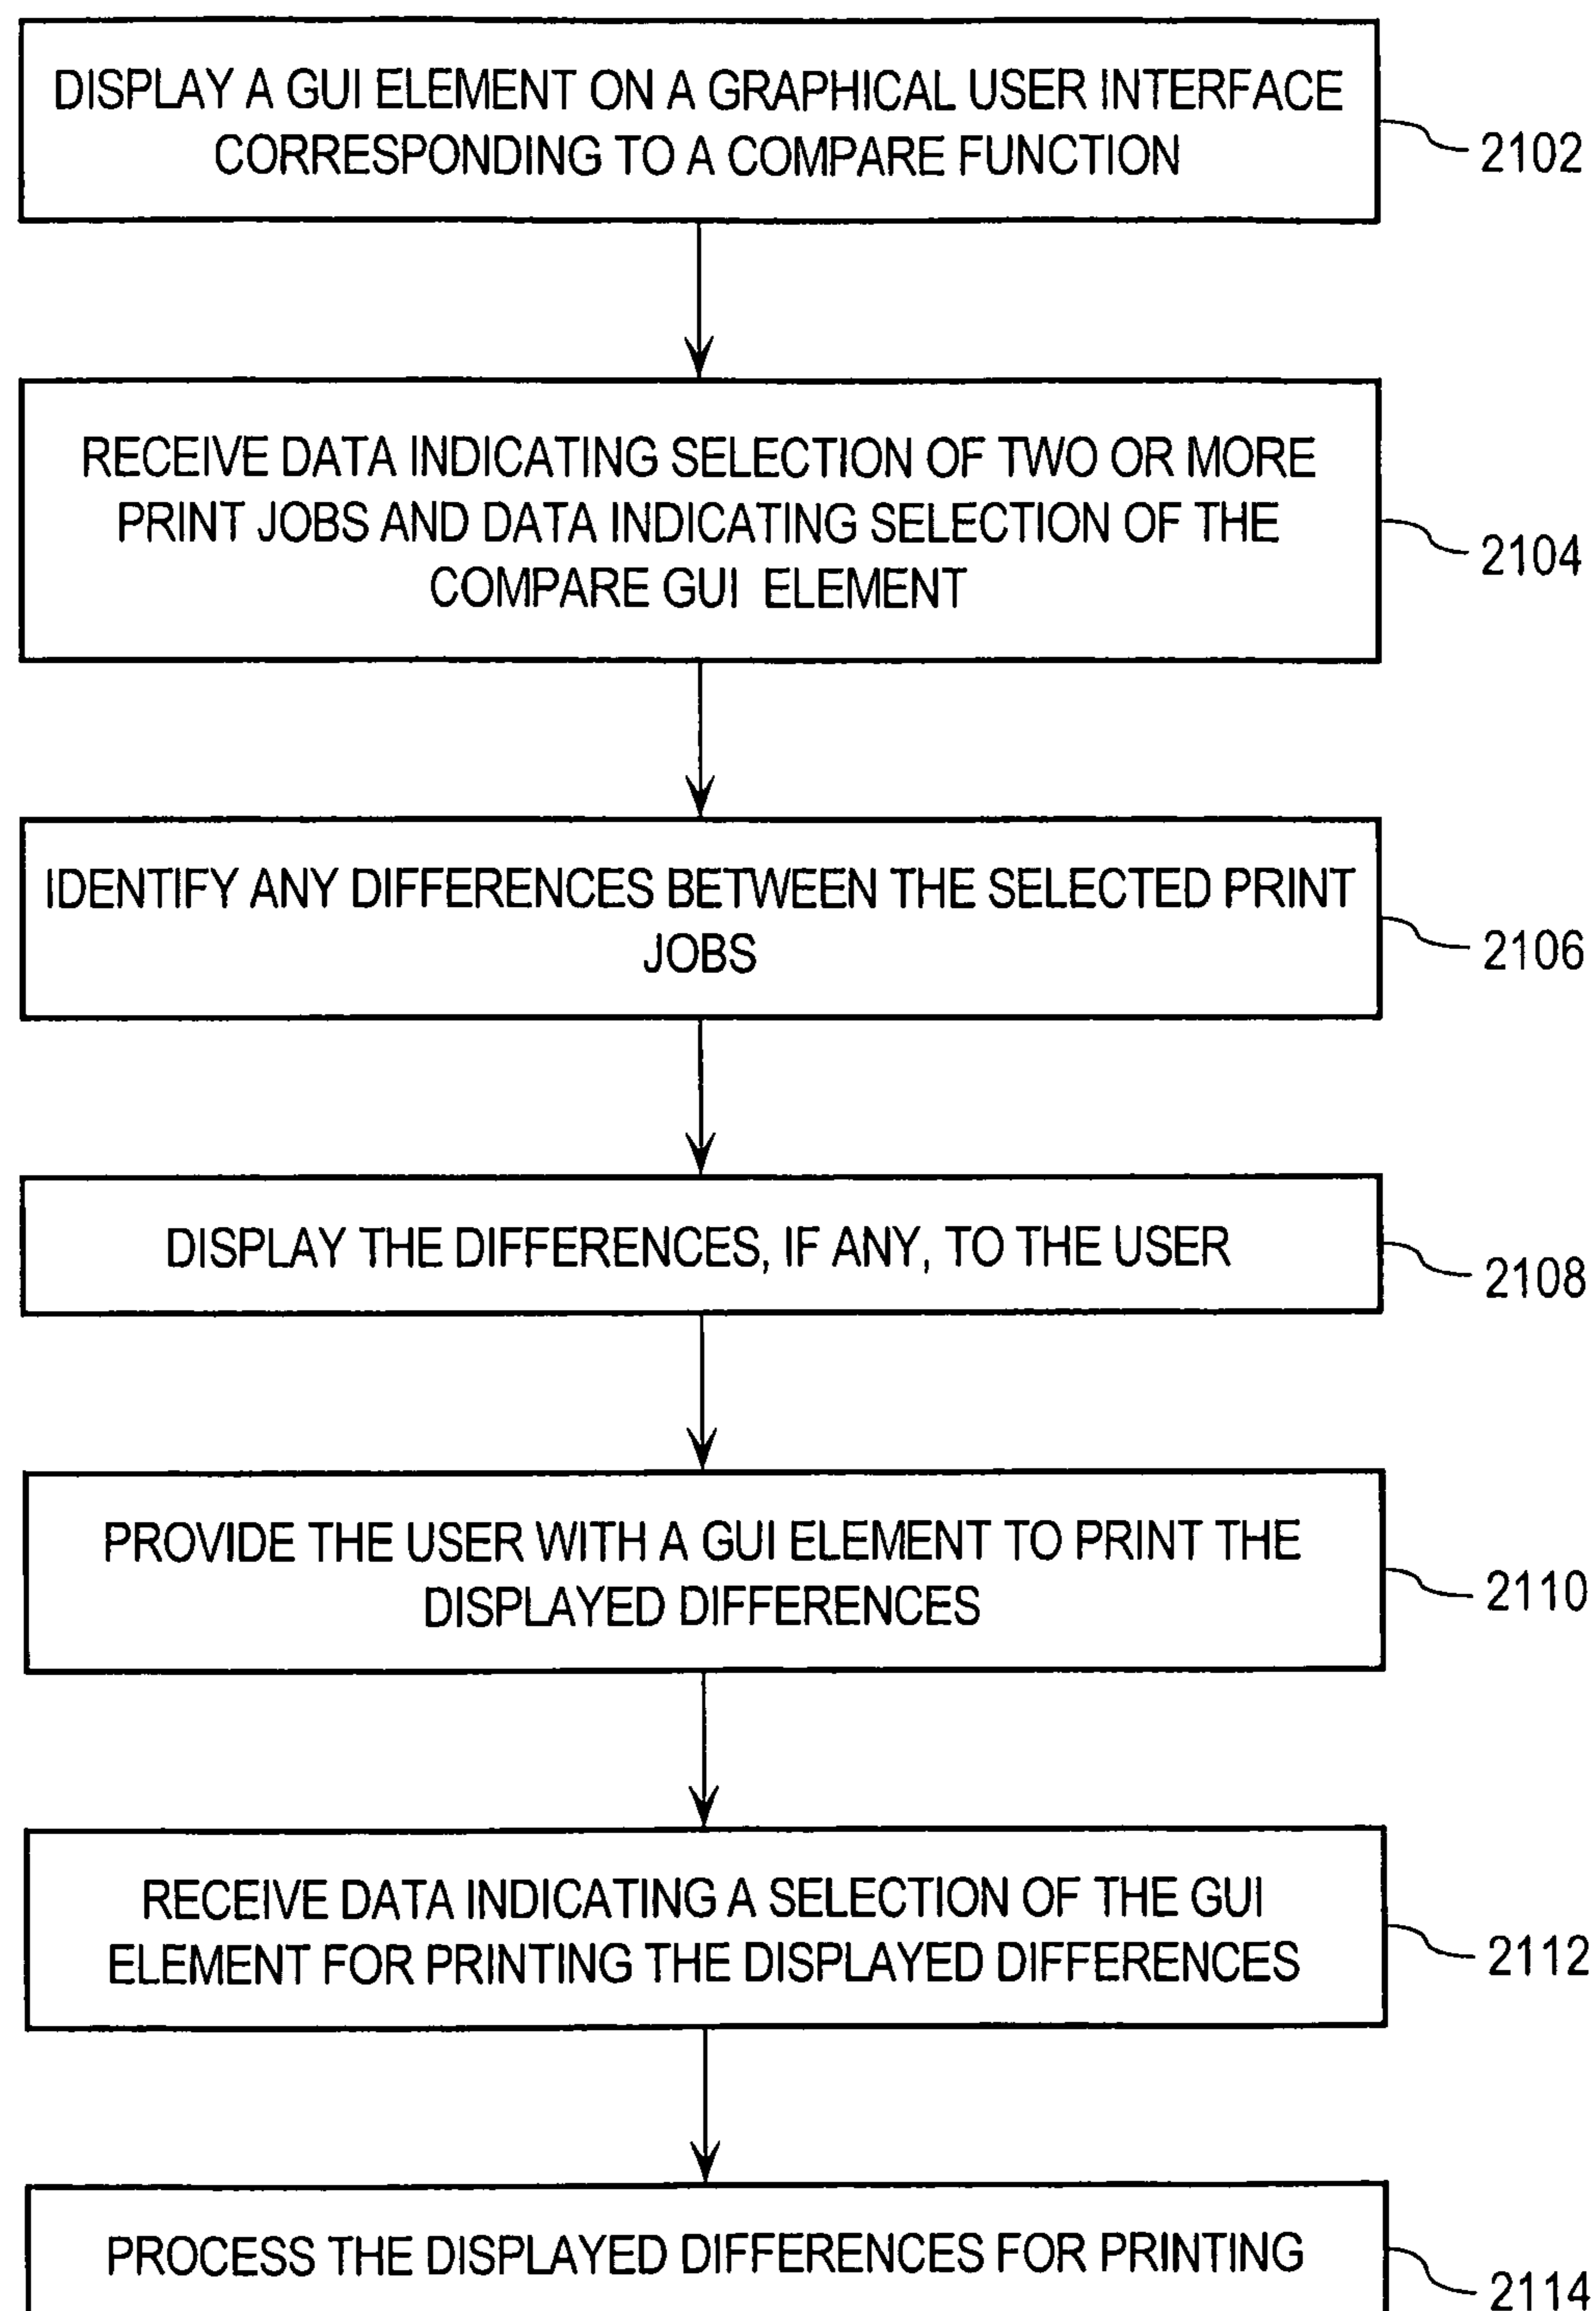 DISPLAY A GUI ELEMENT ON A GRAPHICAL USER INTERFACE
CORRESPONDING TO A COMPARE FUNCTION
2102
RECEIVE DATA INDICATING SELECTION OF TWO OR MORE
PRINT JOBS AND DATA INDICATING SELECTION OF THE
COMPARE GUI ELEMENT
2104
IDENTIFY ANY DIFFERENCES BETWEEN THE SELECTED PRINT
JOBS
2106
DISPLAY THE DIFFERENCES, IF ANY, TO THE USER
2108
PROVIDE THE USER WITH A GUI ELEMENT TO PRINT THE
DISPLAYED DIFFERENCES
2110
RECEIVE DATA INDICATING A SELECTION OF THE GUI
ELEMENT FOR PRINTING THE DISPLAYED DIFFERENCES
2112
PROCESS THE DISPLAYED DIFFERENCES FOR PRINTING
2114